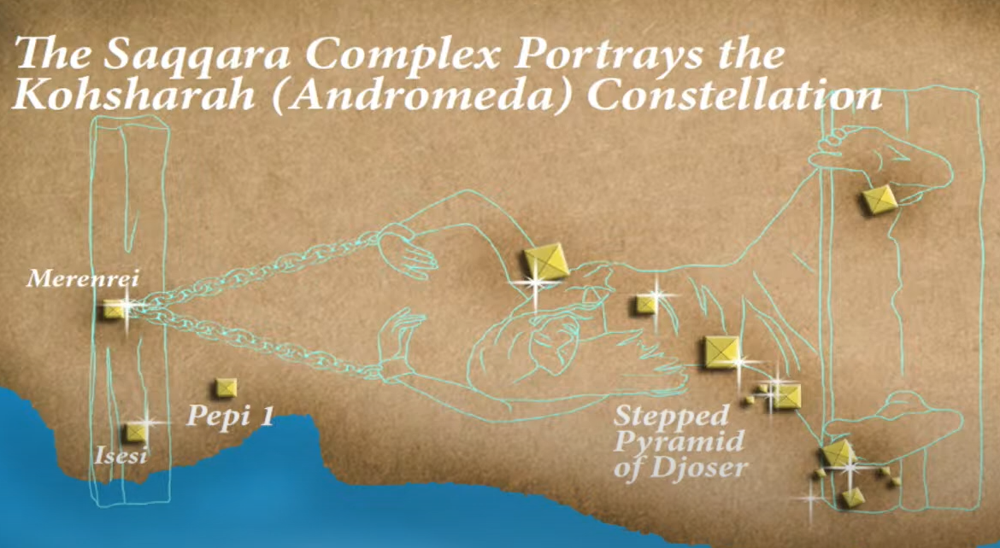 The Saqqara Complex Portrays the
Kohsharah (Andromeda) Constellation
Merenrei
Pepi 1
Isesi
Stepped
Pyramid
of Djoser